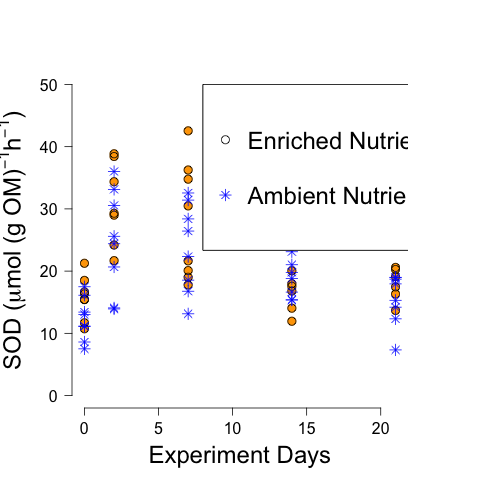 50
40
30
20
10
0
SOD (μmol (g OM)⁻¹h⁻¹)
Enriched Nutrie
Ambient Nutrie
0 5 10 15 20
Experiment Days